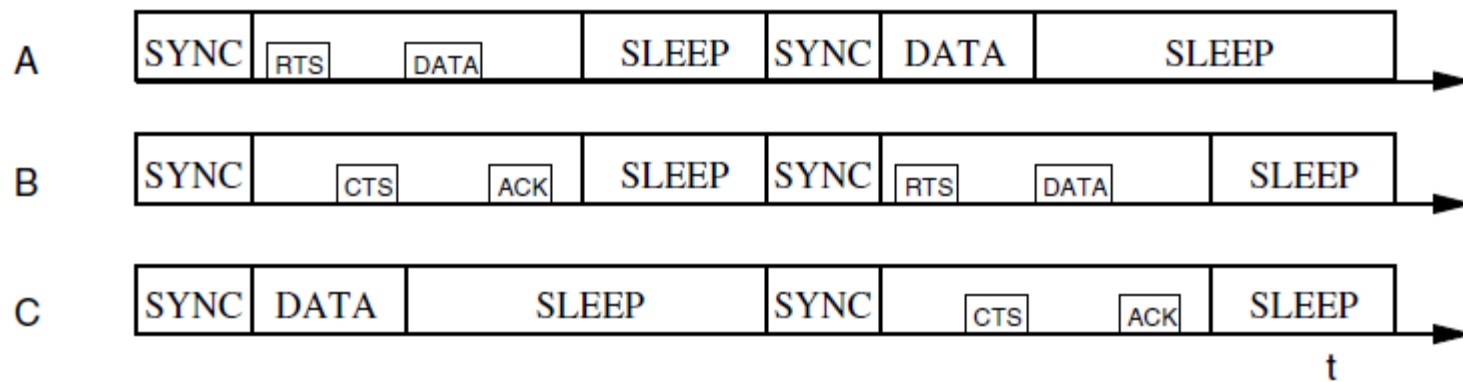 A SYNC RTS DATA SLEEP SYNC DATA SLEEP
B SYNC CTS ACK SLEEP SYNC RTS DATA SLEEP
C SYNC DATA SLEEP SYNC CTS ACK SLEEP
t